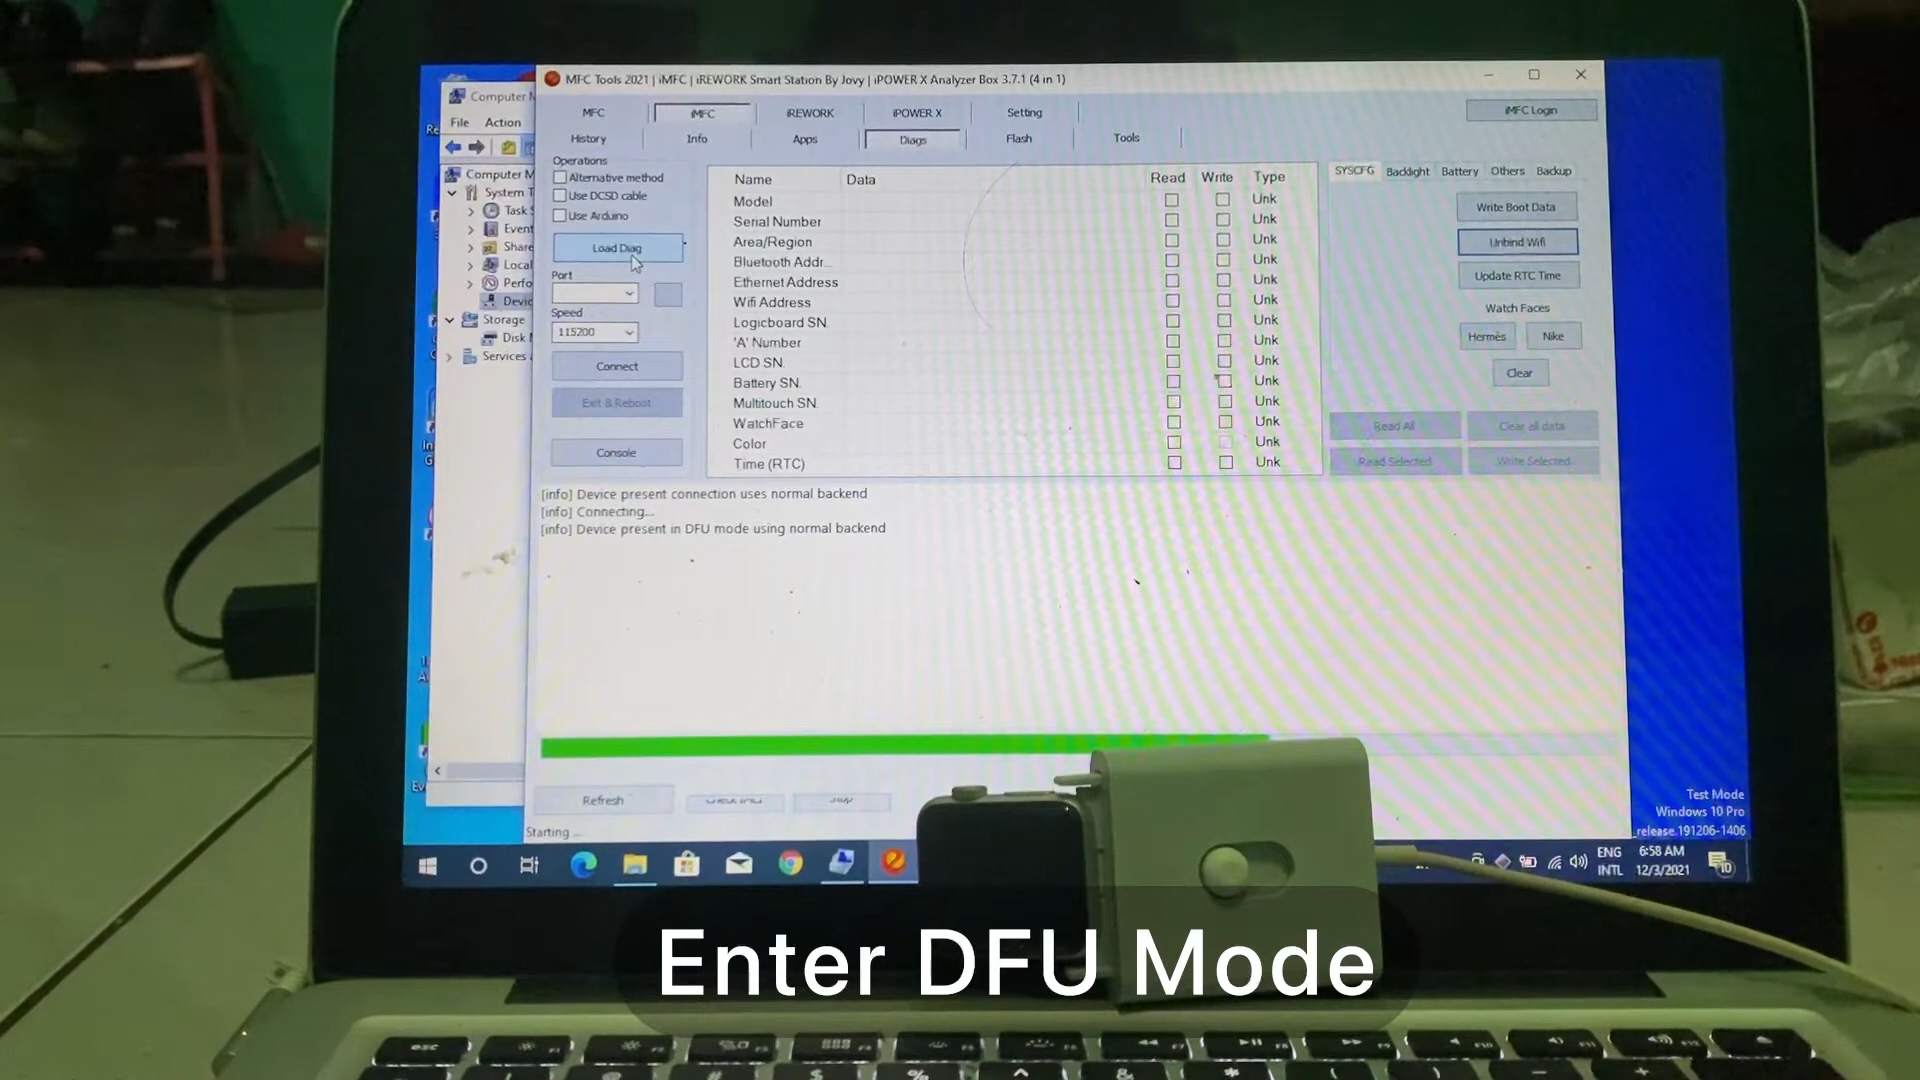 MFC Tools 2021 | iMFC | iREWORK Smart Station By Jovy | iPOWER X Analyzer Box 3.7.1 (4 in 1)
Computer M
File Action
MFC iMFC iREWORK iPOWER X Setting
iMFC Login
History Info Apps Diags Flash Tools
Computer M
System T
Task S
Event
Share
Local
Perfo
Devic
Storage
Disk M
Services
Operations
Alternative method
Use DCSD cable
Use Arduino
Load Diag
Port
Speed
115200
Connect
Exit & Reboot
Console
Name Data Read Write Type
Model Unk
Serial Number Unk
Area/Region Unk
Bluetooth Addr... Unk
Ethernet Address Unk
Wifi Address Unk
Logicboard SN. Unk
'A' Number Unk
LCD SN. Unk
Battery SN. Unk
Multitouch SN. Unk
WatchFace Unk
Color Unk
Time (RTC) Unk
SYSCFG Backlight Battery Others Backup
Write Boot Data
Unbind Wifi
Update RTC Time
Watch Faces
Hermès Nike
Clear
Read All Clear all data
Read Selected Write Selected
[info] Device present connection uses normal backend
[info] Connecting...
[info] Device present in DFU mode using normal backend
Refresh
Starting ...
Test Mode
Windows 10 Pro
release.191206-1406
ENG
INTL
6:58 AM
12/3/2021
10
Enter DFU Mode
esc